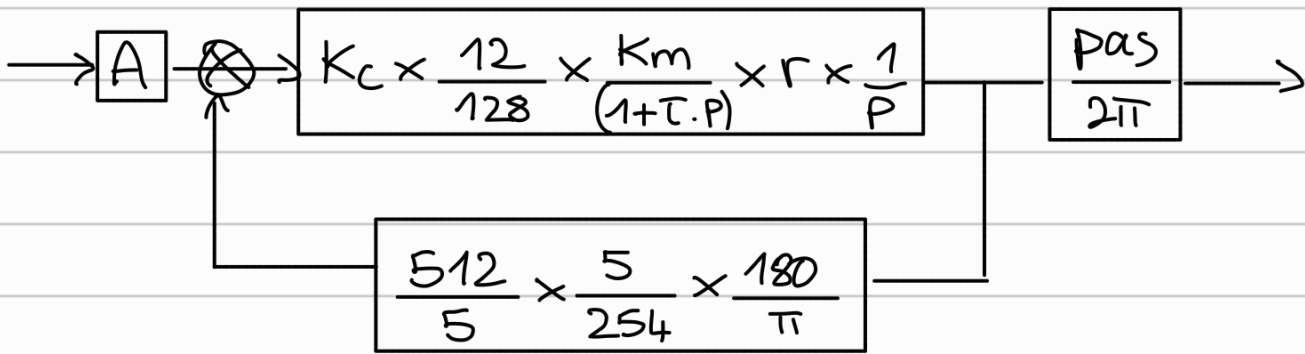 A Kc × 12/128 × Km/(1+τ.p) × r × 1/p pas/2π
512/5 × 5/254 × 180/π